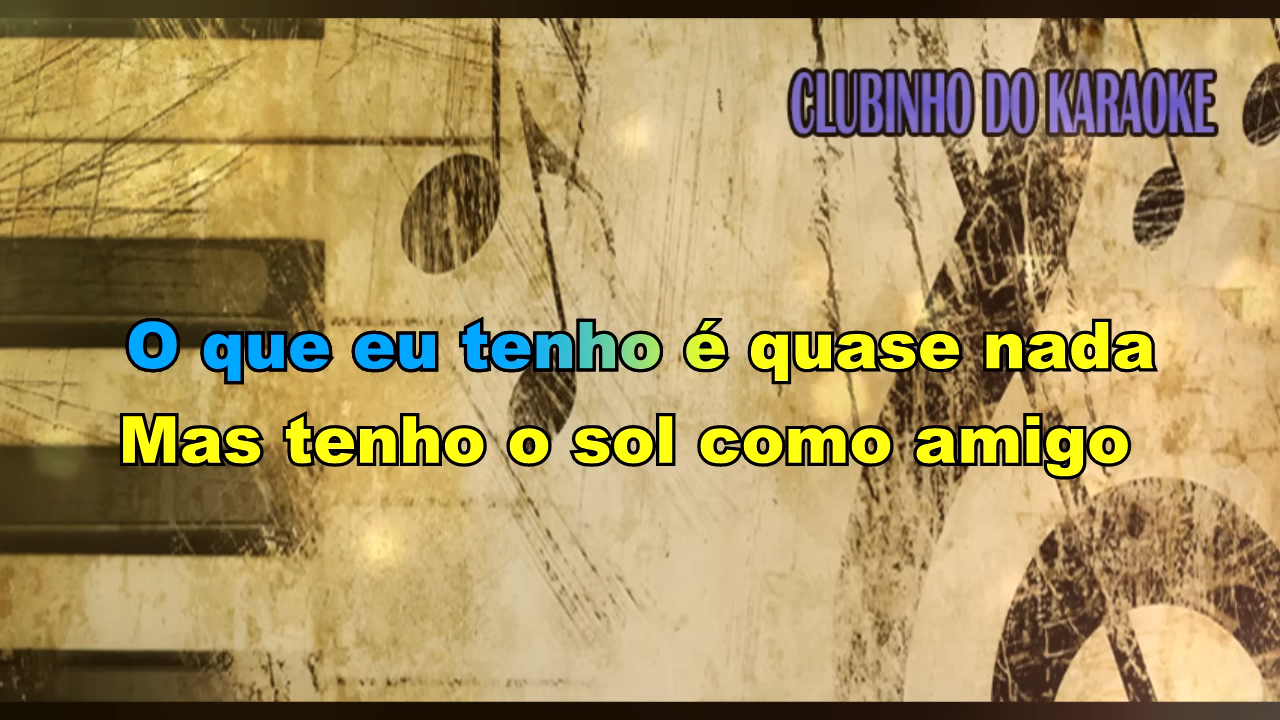 CLUBINHO DO KARAOKE
O que eu tenho é quase nada
Mas tenho o sol como amigo